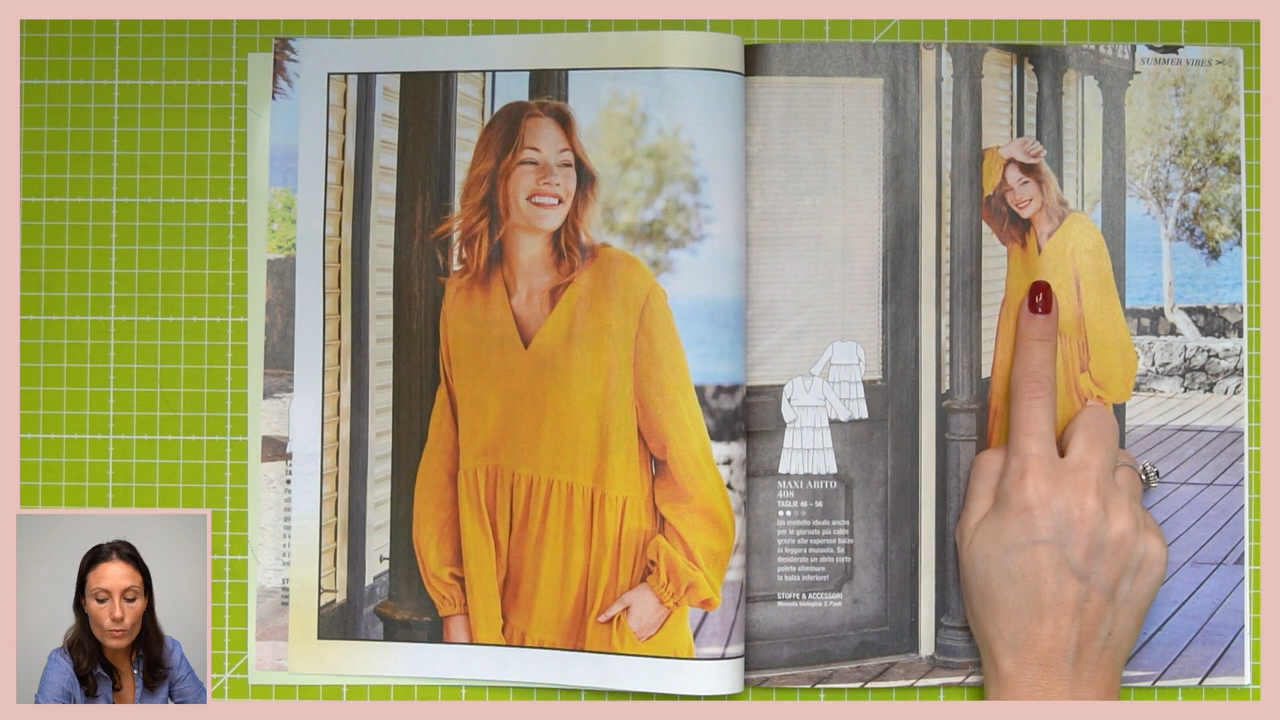 SUMMER VIBES
MAXI ABITO
408
TAGLIE 44 – 56
Un modello ideale anche
per le giornate più calde
grazie alle vaporose balze
in leggera mussola. Se
desiderate un abito corto
potete eliminare
la balza inferiore!
STOFFE & ACCESSORI
Mussola biologica: C. Pauli